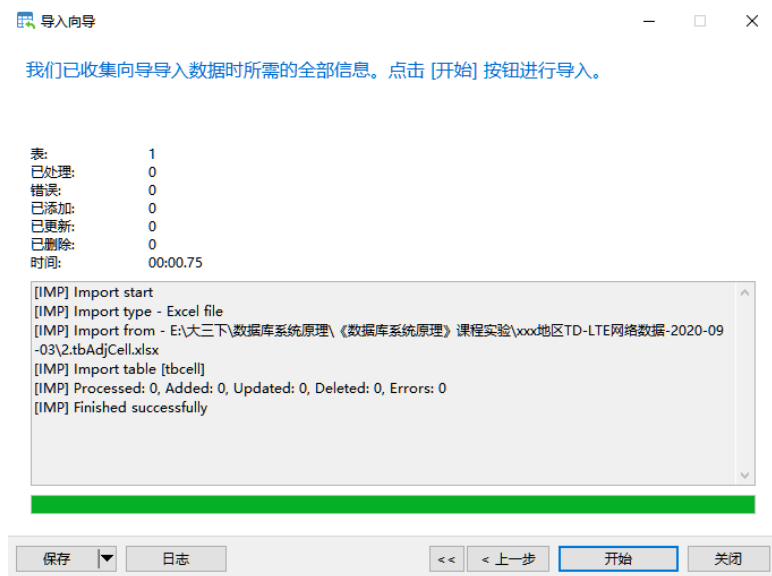 导入向导
我们已收集向导导入数据时所需的全部信息。点击 [开始] 按钮进行导入。
表: 1
已处理: 0
错误: 0
已添加: 0
已更新: 0
已删除: 0
时间: 00:00.75
[IMP] Import start
[IMP] Import type - Excel file
[IMP] Import from - E:\大三下\数据库系统原理\《数据库系统原理》课程实验\xxx地区TD-LTE网络数据-2020-09
-03\2.tbAdjCell.xlsx
[IMP] Import table [tbcell]
[IMP] Processed: 0, Added: 0, Updated: 0, Deleted: 0, Errors: 0
[IMP] Finished successfully
保存 日志 << < 上一步 开始 关闭